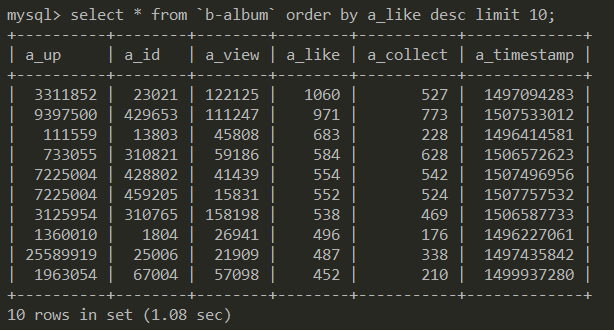 mysql> select * from `b-album` order by a_like desc limit 10;
+----------+--------+--------+--------+-----------+-------------+
| a_up     | a_id   | a_view | a_like | a_collect | a_timestamp |
+----------+--------+--------+--------+-----------+-------------+
|  3311852 |  23021 | 122125 |   1060 |       527 |  1497094283 |
|  9397500 | 429653 | 111247 |    971 |       773 |  1507533012 |
|   111559 |  13803 |  45808 |    683 |       228 |  1496414581 |
|   733055 | 310821 |  59186 |    584 |       628 |  1506572623 |
|  7225004 | 428802 |  41439 |    554 |       542 |  1507496956 |
|  7225004 | 459205 |  15831 |    552 |       524 |  1507757532 |
|  3125954 | 310765 | 158198 |    538 |       469 |  1506587733 |
|  1360010 |   1804 |  26941 |    496 |       176 |  1496227061 |
| 25589919 |  25006 |  21909 |    487 |       338 |  1497435842 |
|  1963054 |  67004 |  57098 |    452 |       210 |  1499937280 |
+----------+--------+--------+--------+-----------+-------------+
10 rows in set (1.08 sec)